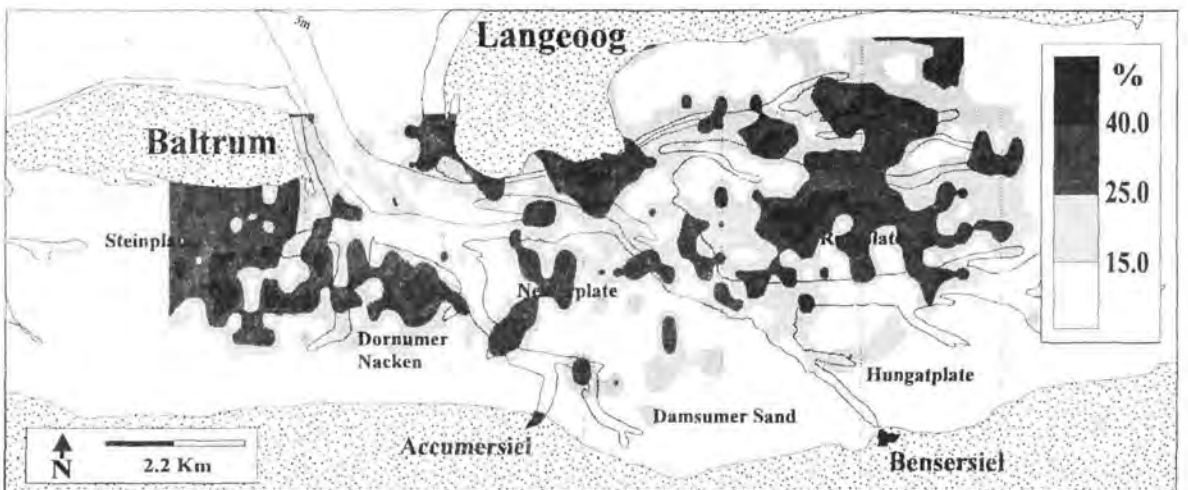 3m
Langeoog
Baltrum
%
40.0
25.0
15.0
Dornumer
Nacken
Hungatplate
Damsumer Sand
Accumersiel
Bensersiel
N
2.2 Km